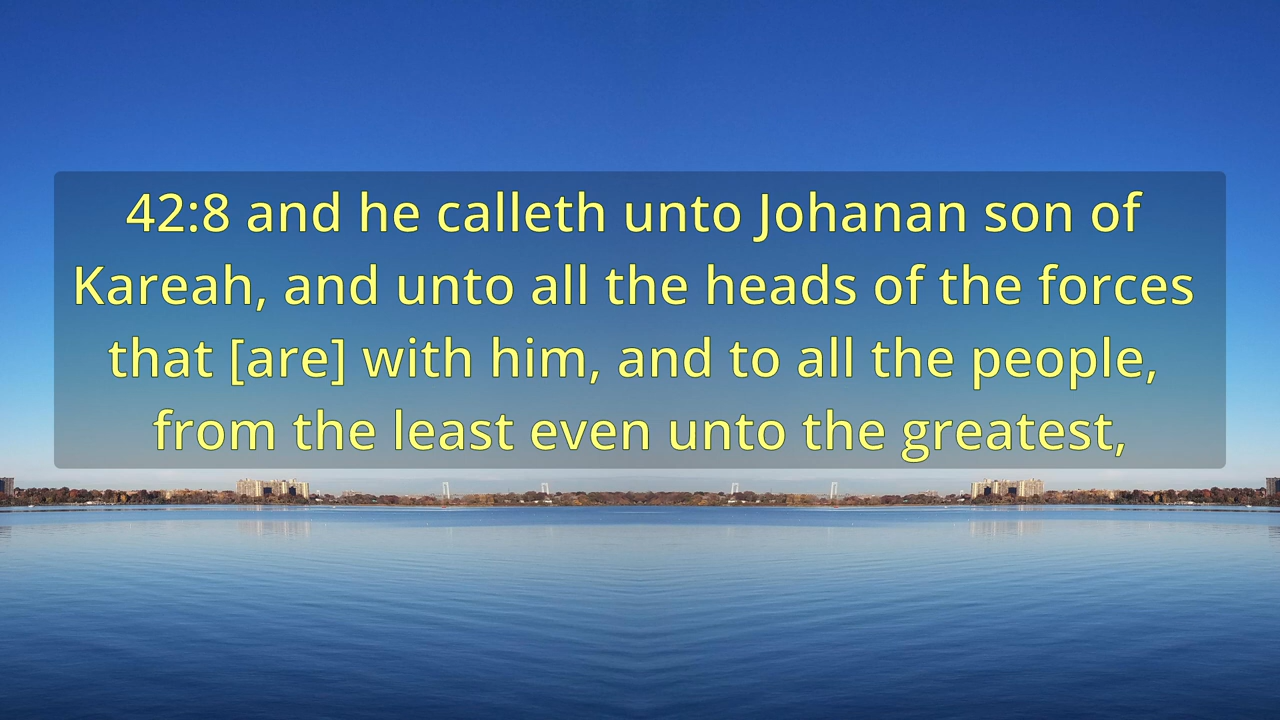 42:8 and he calleth unto Johanan son of
Kareah, and unto all the heads of the forces
that [are] with him, and to all the people,
from the least even unto the greatest,